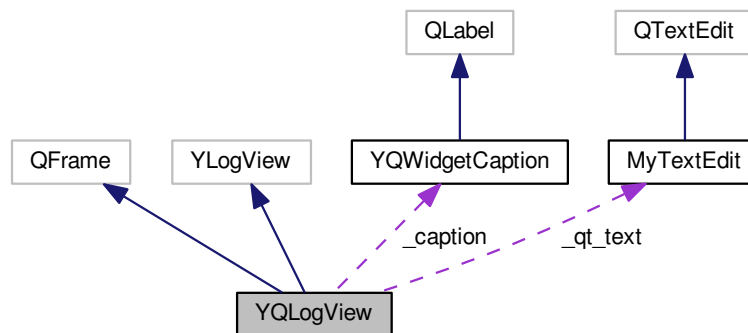 QLabel
QTextEdit
QFrame
YLogView
YQWidgetCaption
MyTextEdit
_caption
_qt_text
YQLogView